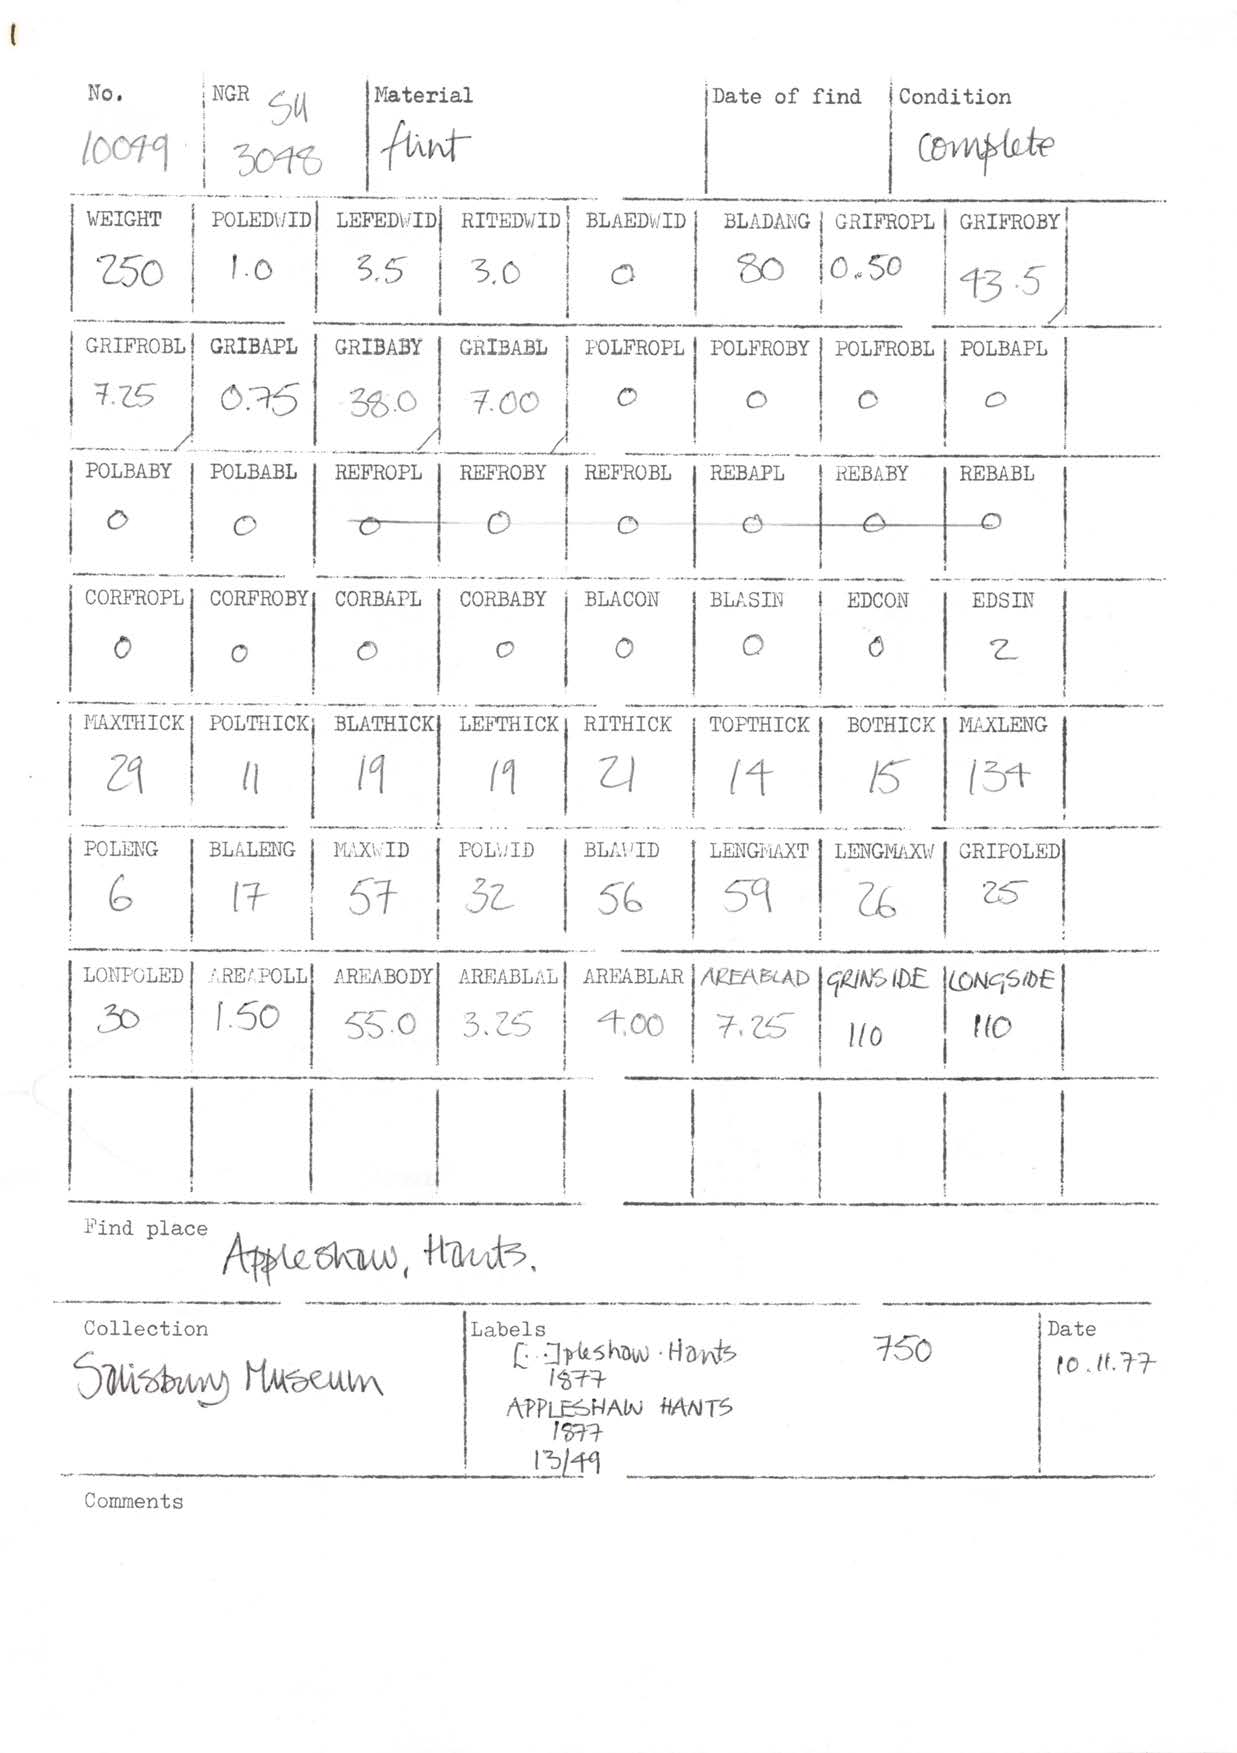 1
No. NGR SU Material Date of find Condition
10049 3048 flint complete
WEIGHT POLEDWID LEFEDWID RITEDWID BLAEDWID BLADANG GRIFROPL GRIFROBY
250 1.0 3.5 3.0 0 80 0.50 43.5
GRIFROBL GRIBAPL GRIBABY GRIBABL POLFROPL POLFROBY POLFROBL POLBAPL
7.25 0.75 38.0 7.00 0 0 0 0
POLBABY POLBABL REFROPL REFROBY REFROBL REBAPL REBABY REBABL
0 0 0 0 0 0 0 0
CORFROPL CORFROBY CORBAPL CORBABY BLACON BLASIN EDCON EDSIN
0 0 0 0 0 0 0 2
MAXTHICK POLTHICK BLATHICK LEFTHICK RITHICK TOPTHICK BOTHICK MAXLENG
29 11 19 19 21 14 15 134
POLENG BLALENG MAXWID POLWID BLAWID LENGMAXT LENGMAXW GRIPOLED
6 17 57 32 56 59 26 25
LONPOLED AREAPOLL AREABODY AREABLAL AREABLAR AREABLAD GRINSIDE LONGSIDE
30 1.50 55.0 3.25 4.00 7.25 110 110
Find place
Appleshaw, Hants.
Collection Labels Date
Salisbury Museum [..]pleshaw. Hants 750 10.11.77
1877
APPLESHAW HANTS
1877
13/49
Comments